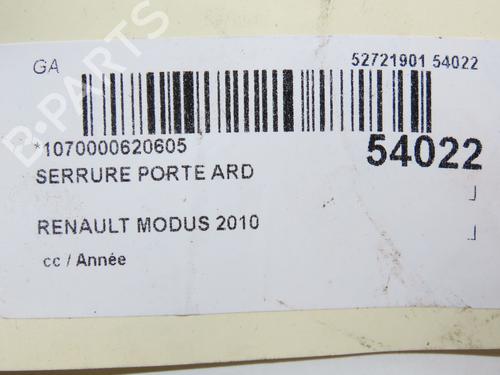 GA
52721901 54022
*1070000620605
54022
SERRURE PORTE ARD
RENAULT MODUS 2010
cc / Année
B-PARTS